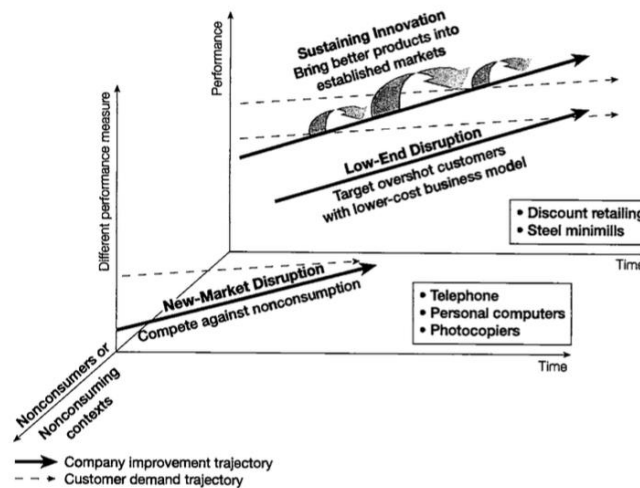 Sustaining Innovation
Bring better products into
established markets
Performance
Different performance measure
Low-End Disruption
Target overshot customers
with lower-cost business model
• Discount retailing
• Steel minimills
Time
New-Market Disruption
Compete against nonconsumption
• Telephone
• Personal computers
• Photocopiers
Time
Nonconsumers or
Nonconsuming
contexts
Company improvement trajectory
Customer demand trajectory